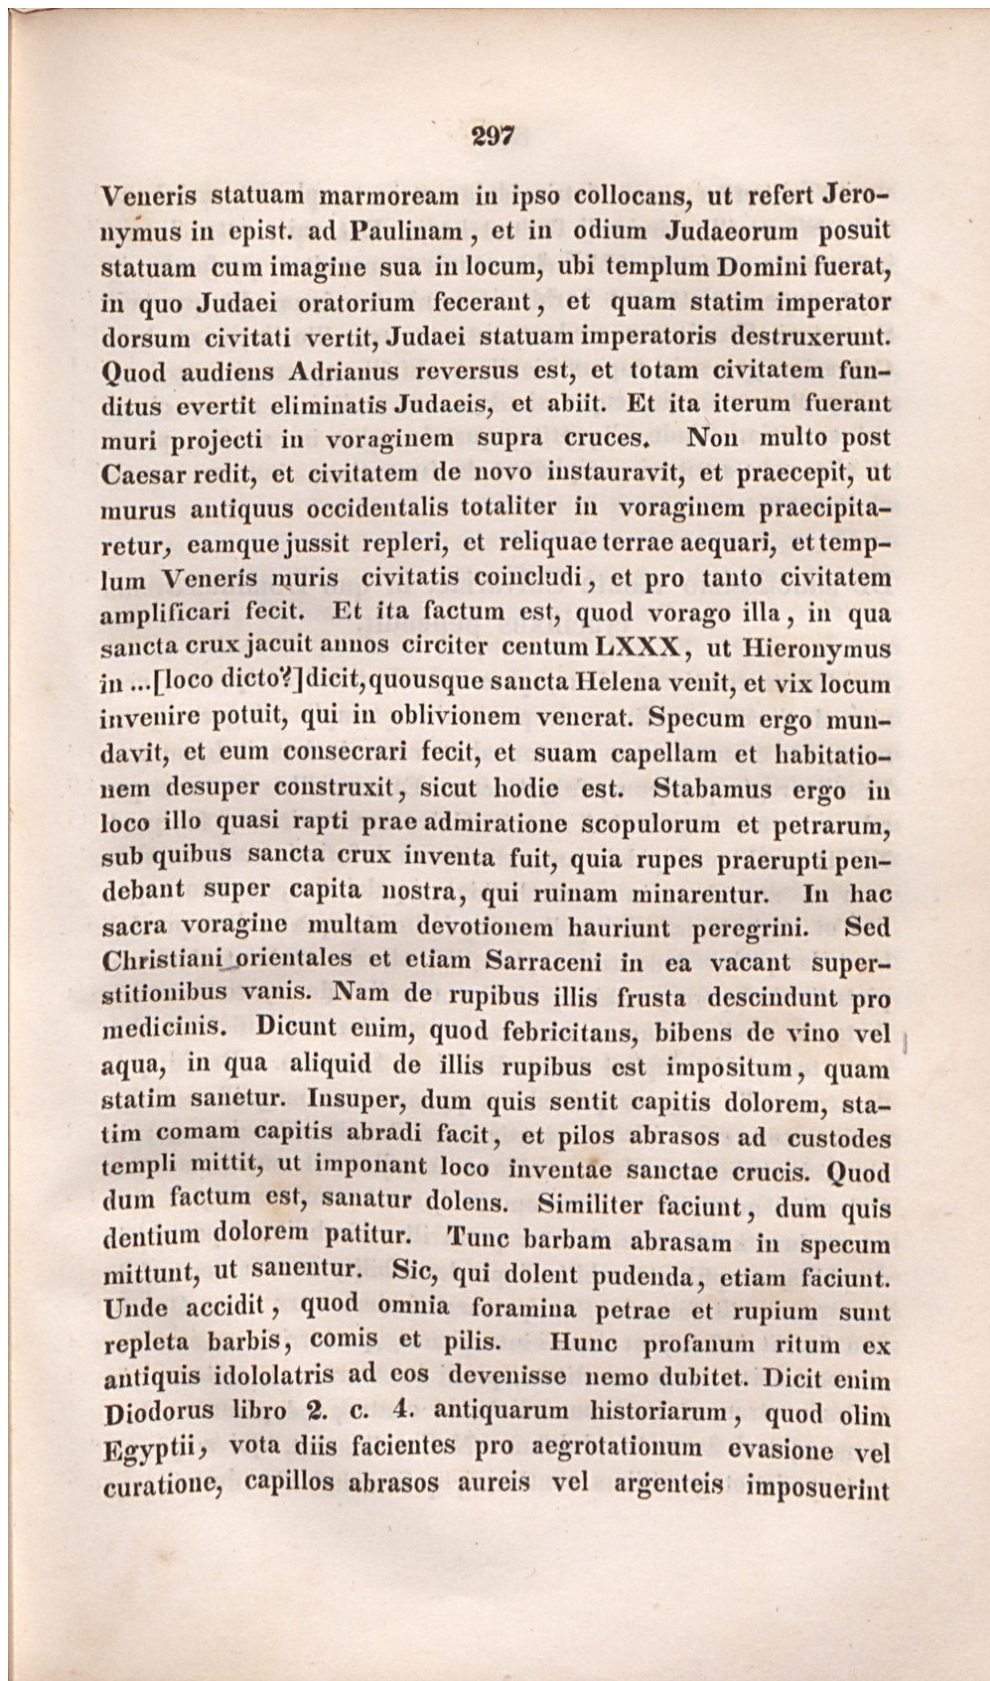 297
Veneris statuam marmoream in ipso collocans, ut refert Jero-
nymus in epist. ad Paulinam, et in odium Judaeorum posuit
statuam cum imagine sua in locum, ubi templum Domini fuerat,
in quo Judaei oratorium fecerant, et quam statim imperator
dorsum civitati vertit, Judaei statuam imperatoris destruxerunt.
Quod audiens Adrianus reversus est, et totam civitatem fun-
ditus evertit eliminatis Judaeis, et abiit. Et ita iterum fuerant
muri projecti in voraginem supra cruces. Non multo post
Caesar redit, et civitatem de novo instauravit, et praecepit, ut
murus antiquus occidentalis totaliter in voraginem praecipita-
retur, eamque jussit repleri, et reliquae terrae aequari, et temp-
lum Veneris muris civitatis coincludi, et pro tanto civitatem
amplificari fecit. Et ita factum est, quod vorago illa, in qua
sancta crux jacuit annos circiter centum LXXX, ut Hieronymus
in ...[loco dicto?] dicit, quousque sancta Helena venit, et vix locum
invenire potuit, qui in oblivionem venerat. Specum ergo mun-
davit, et eum consecrari fecit, et suam capellam et habitatio-
nem desuper construxit, sicut hodie est. Stabamus ergo in
loco illo quasi rapti prae admiratione scopulorum et petrarum,
sub quibus sancta crux inventa fuit, quia rupes praerupti pen-
debant super capita nostra, qui ruinam minarentur. In hac
sacra voragine multam devotionem hauriunt peregrini. Sed
Christiani orientales et etiam Sarraceni in ea vacant super-
stitionibus vanis. Nam de rupibus illis frusta descindunt pro
medicinis. Dicunt enim, quod febricitans, bibens de vino vel
aqua, in qua aliquid de illis rupibus est impositum, quam
statim sanetur. Insuper, dum quis sentit capitis dolorem, sta-
tim comam capitis abradi facit, et pilos abrasos ad custodes
templi mittit, ut imponant loco inventae sanctae crucis. Quod
dum factum est, sanatur dolens. Similiter faciunt, dum quis
dentium dolorem patitur. Tunc barbam abrasam in specum
mittunt, ut sanentur. Sic, qui dolent pudenda, etiam faciunt.
Unde accidit, quod omnia foramina petrae et rupium sunt
repleta barbis, comis et pilis. Hunc profanum ritum ex
antiquis idololatris ad eos devenisse nemo dubitet. Dicit enim
Diodorus libro 2. c. 4. antiquarum historiarum, quod olim
Egyptii, vota diis facientes pro aegrotationum evasione vel
curatione, capillos abrasos aureis vel argenteis imposuerint